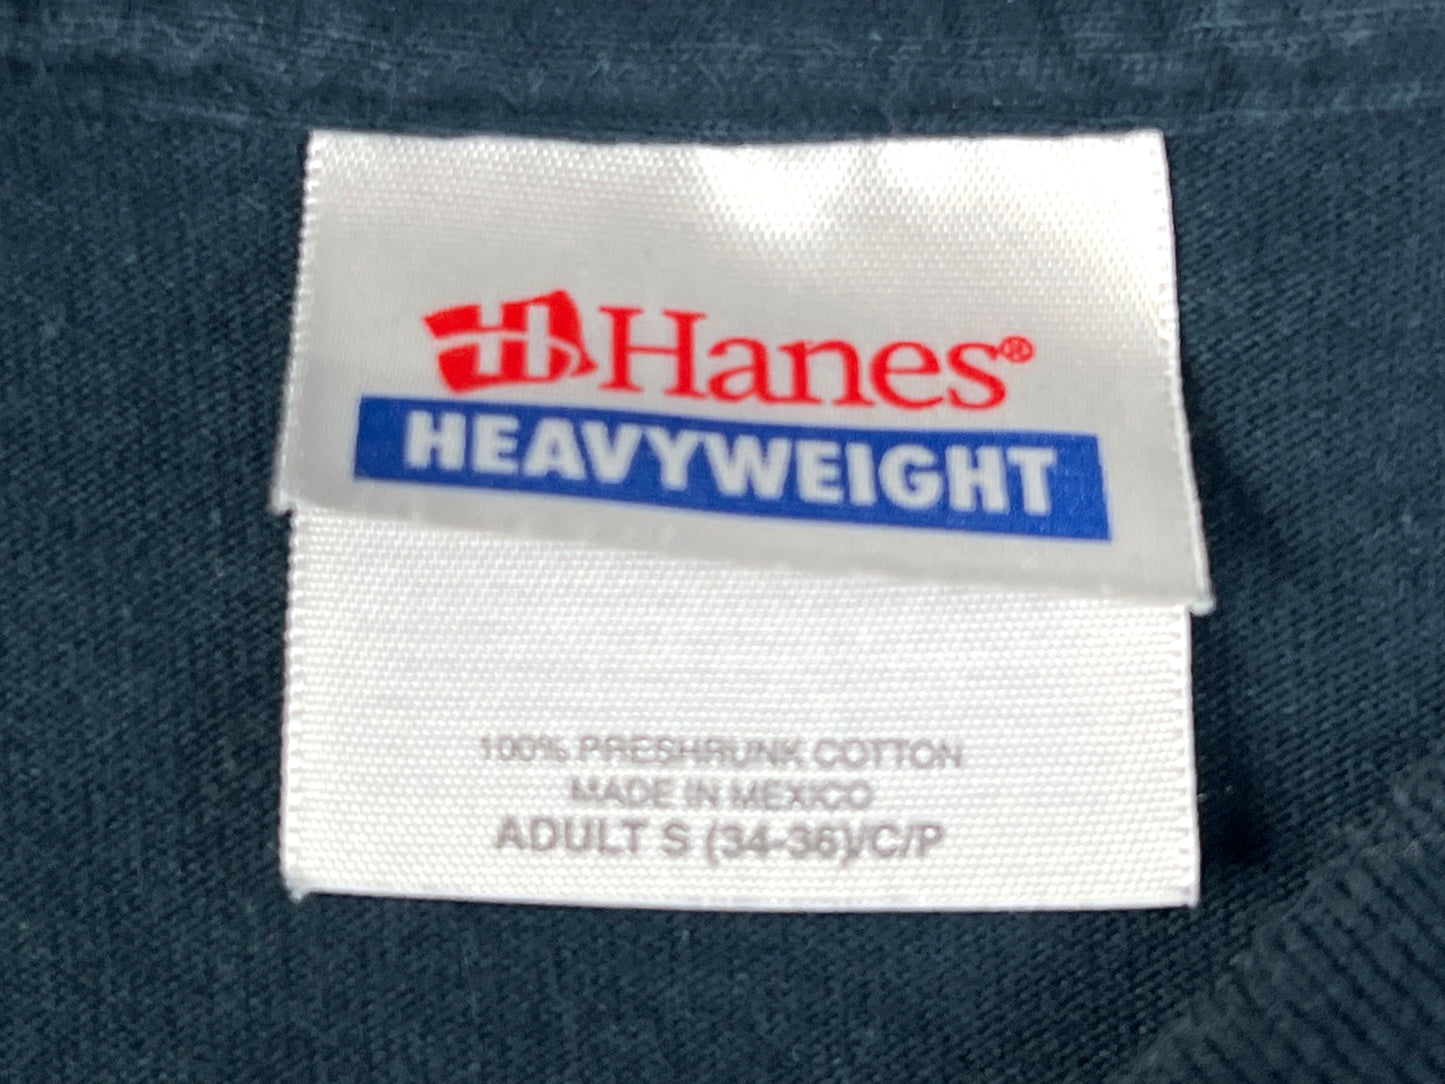 H Hanes®
HEAVYWEIGHT
100% PRESHRUNK COTTON
MADE IN MEXICO
ADULT S (34-36)/C/P